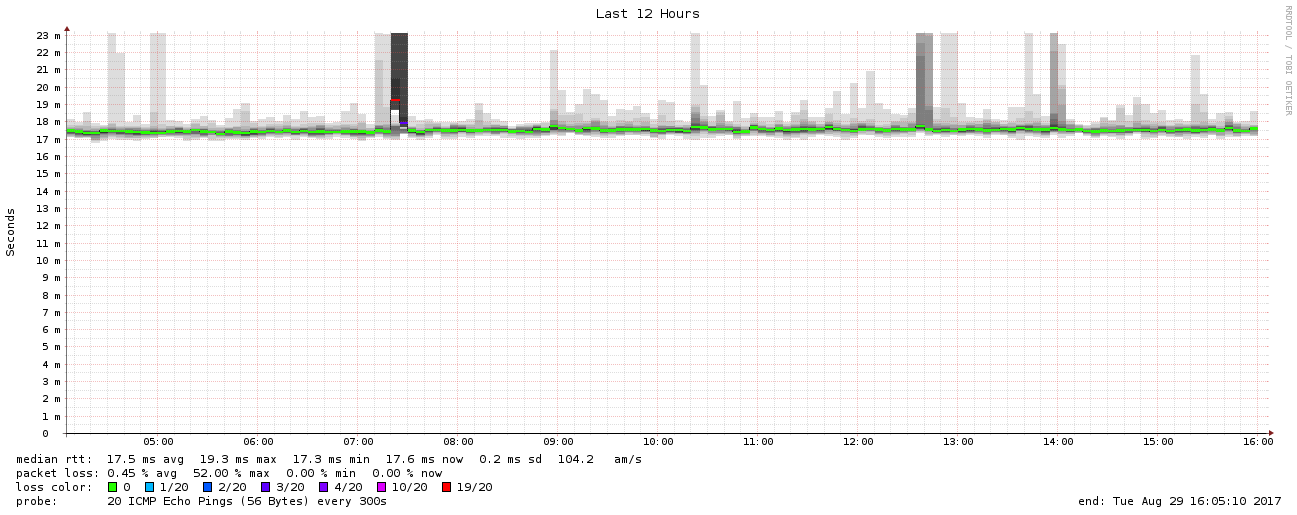 Last 12 Hours
RRDTOOL / TOBI OETIKER
Seconds
23 m
22 m
21 m
20 m
19 m
18 m
17 m
16 m
15 m
14 m
13 m
12 m
11 m
10 m
9 m
8 m
7 m
6 m
5 m
4 m
3 m
2 m
1 m
0
05:00 06:00 07:00 08:00 09:00 10:00 11:00 12:00 13:00 14:00 15:00 16:00
median rtt: 17.5 ms avg 19.3 ms max 17.3 ms min 17.6 ms now 0.2 ms sd 104.2 am/s
packet loss: 0.45 % avg 52.00 % max 0.00 % min 0.00 % now
loss color: 0 1/20 2/20 3/20 4/20 10/20 19/20
probe: 20 ICMP Echo Pings (56 Bytes) every 300s end: Tue Aug 29 16:05:10 2017